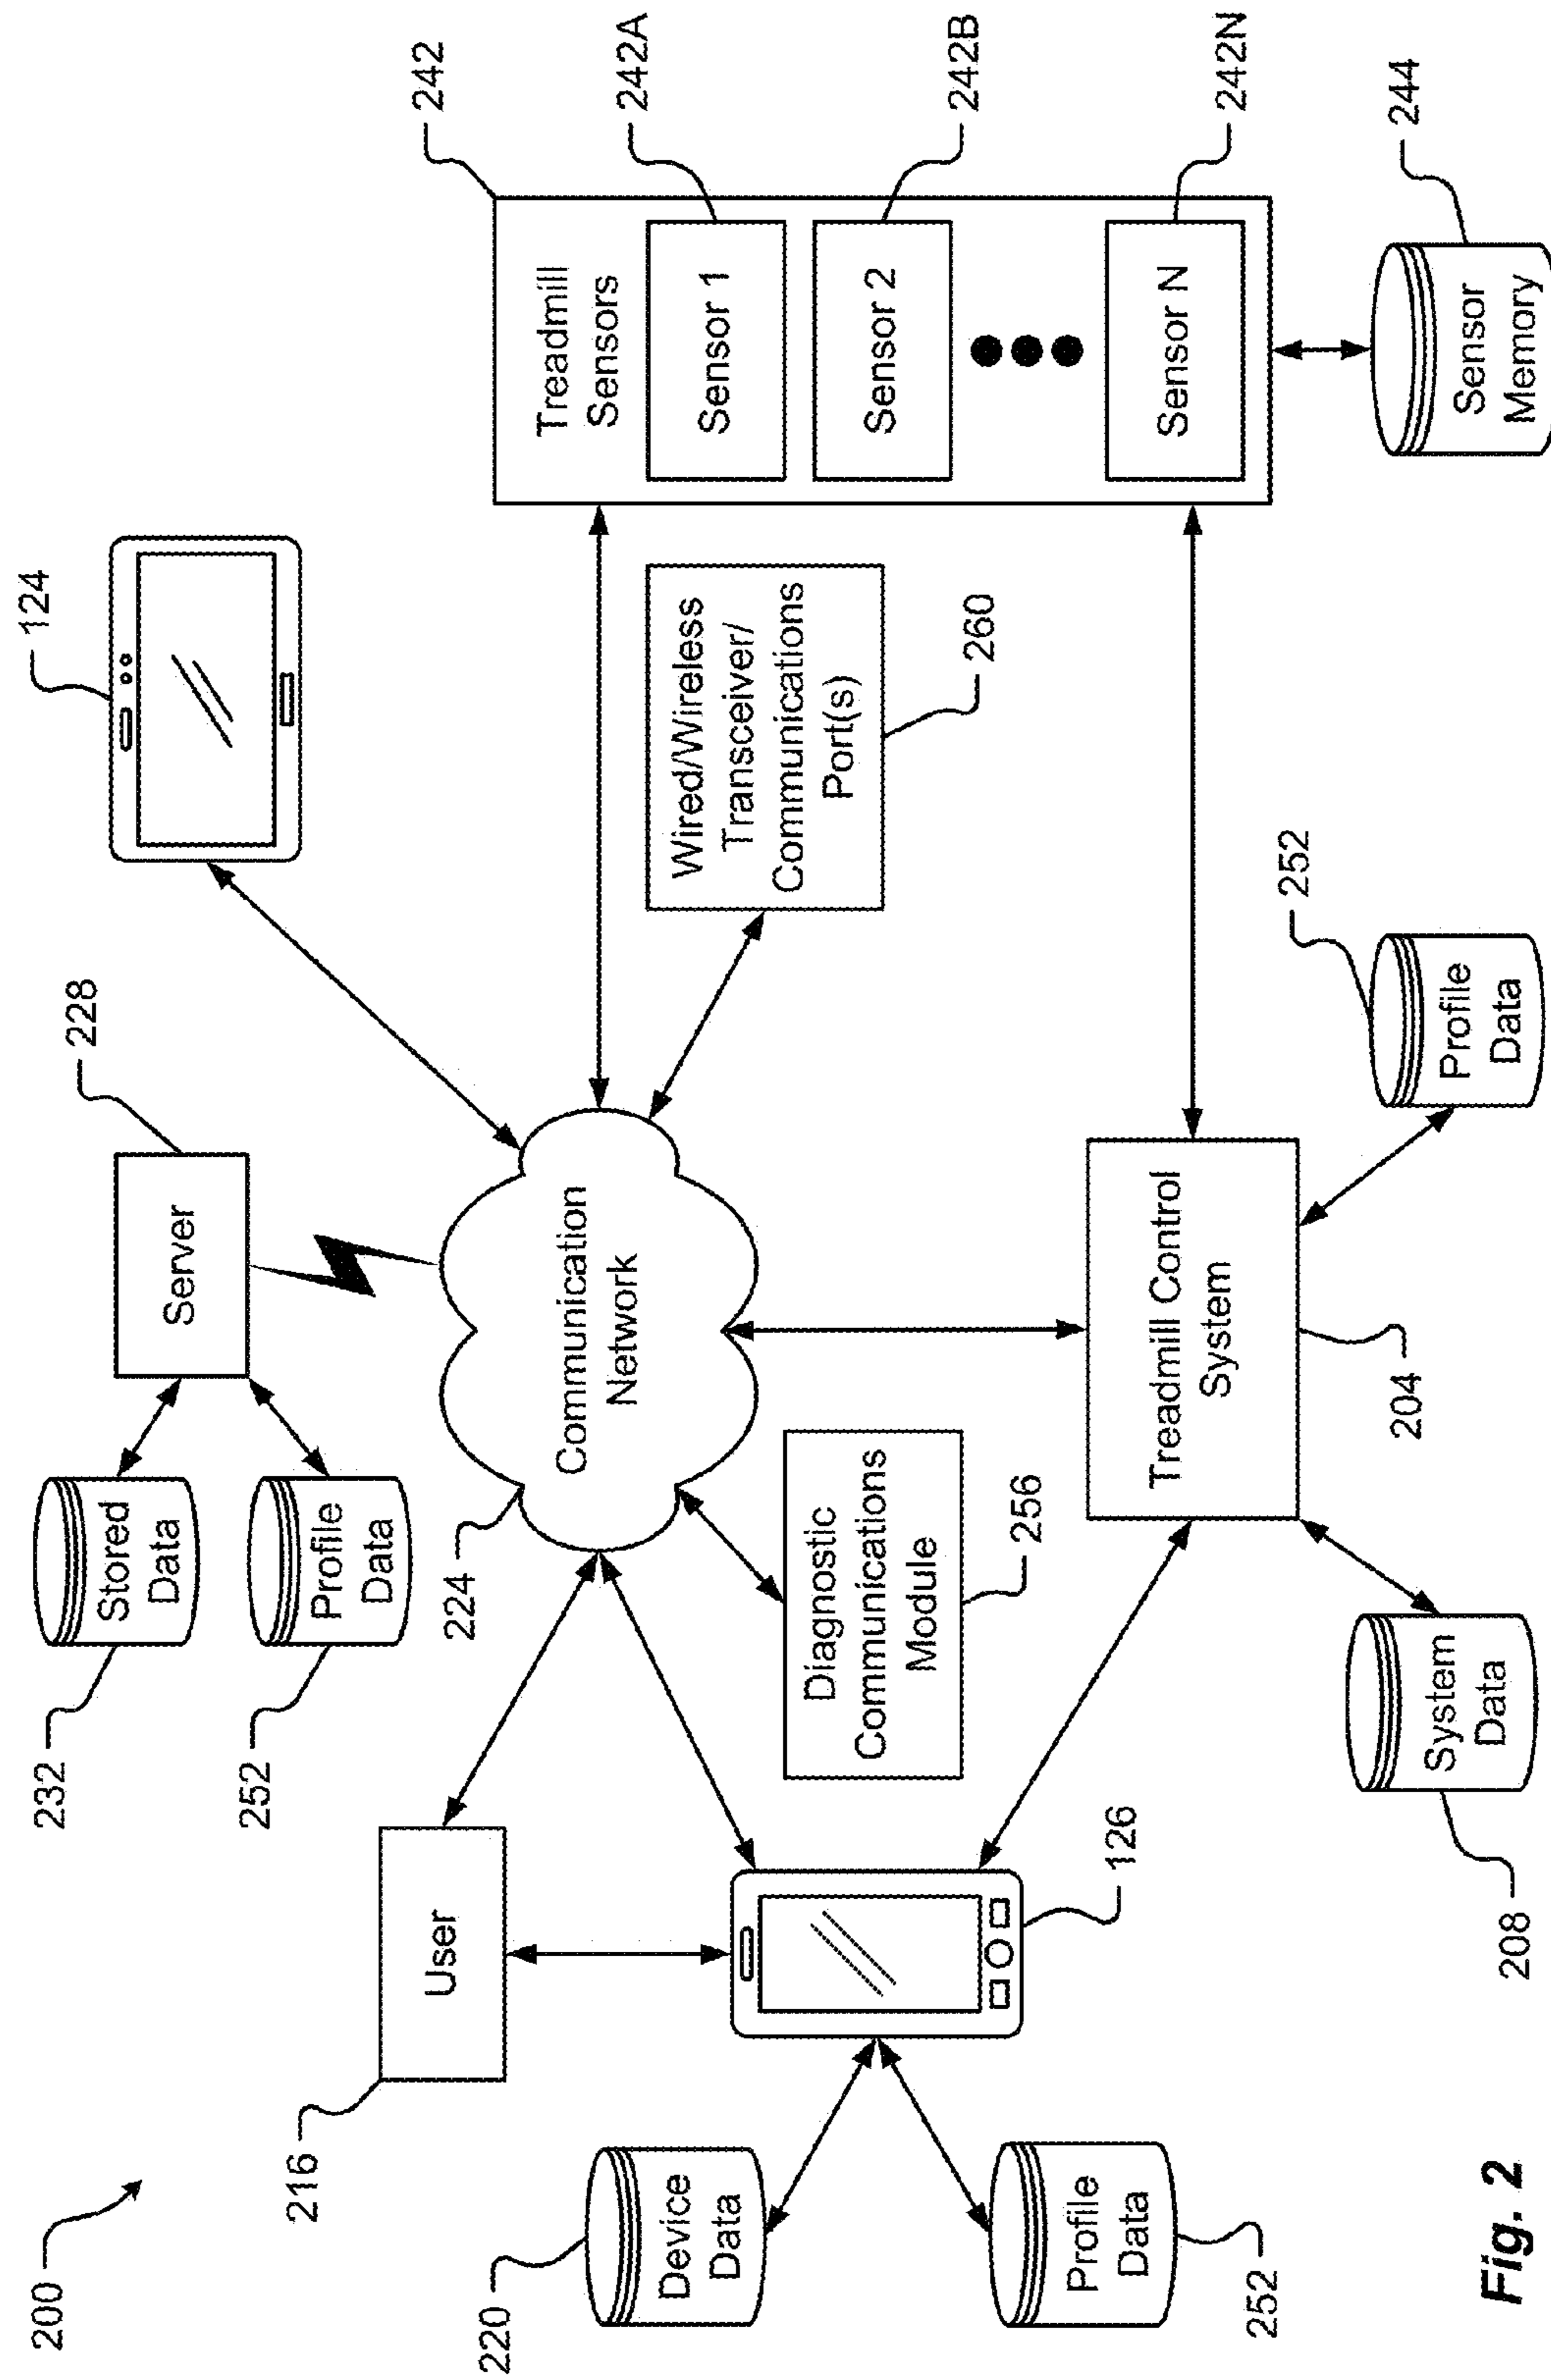 200
232
Stored
Data
252
Profile
Data
Server
228
124
216
User
224
Communication
Network
Treadmill
Sensors
242
Sensor 1
242A
Sensor 2
242B
Sensor N
242N
Wired/Wireless
Transceiver/
Communications
Port(s)
260
220
Device
Data
Diagnostic
Communications
Module
256
126
Profile
Data
252
Treadmill Control
System
204
252
Profile
Data
System
Data
208
Sensor
Memory
244
Fig. 2